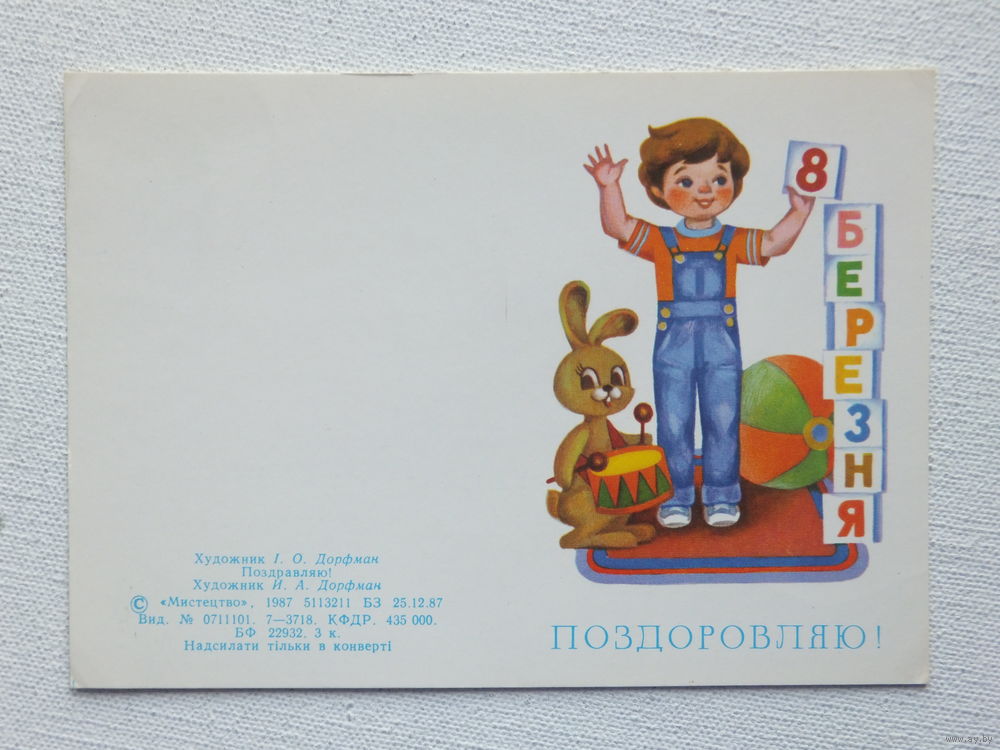 Художник І. О. Дорфман
Поздравляю!
Художник И. А. Дорфман
© «Мистецтво», 1987 5113211 БЗ 25.12.87
Вид. № 0711101. 7—3718. КФДР. 435 000.
БФ 22932. 3 к.
Надсилати тільки в конверті
8
Б
Е
Р
Е
З
Н
Я
ПОЗДОРОВЛЯЮ!
www.ay.by